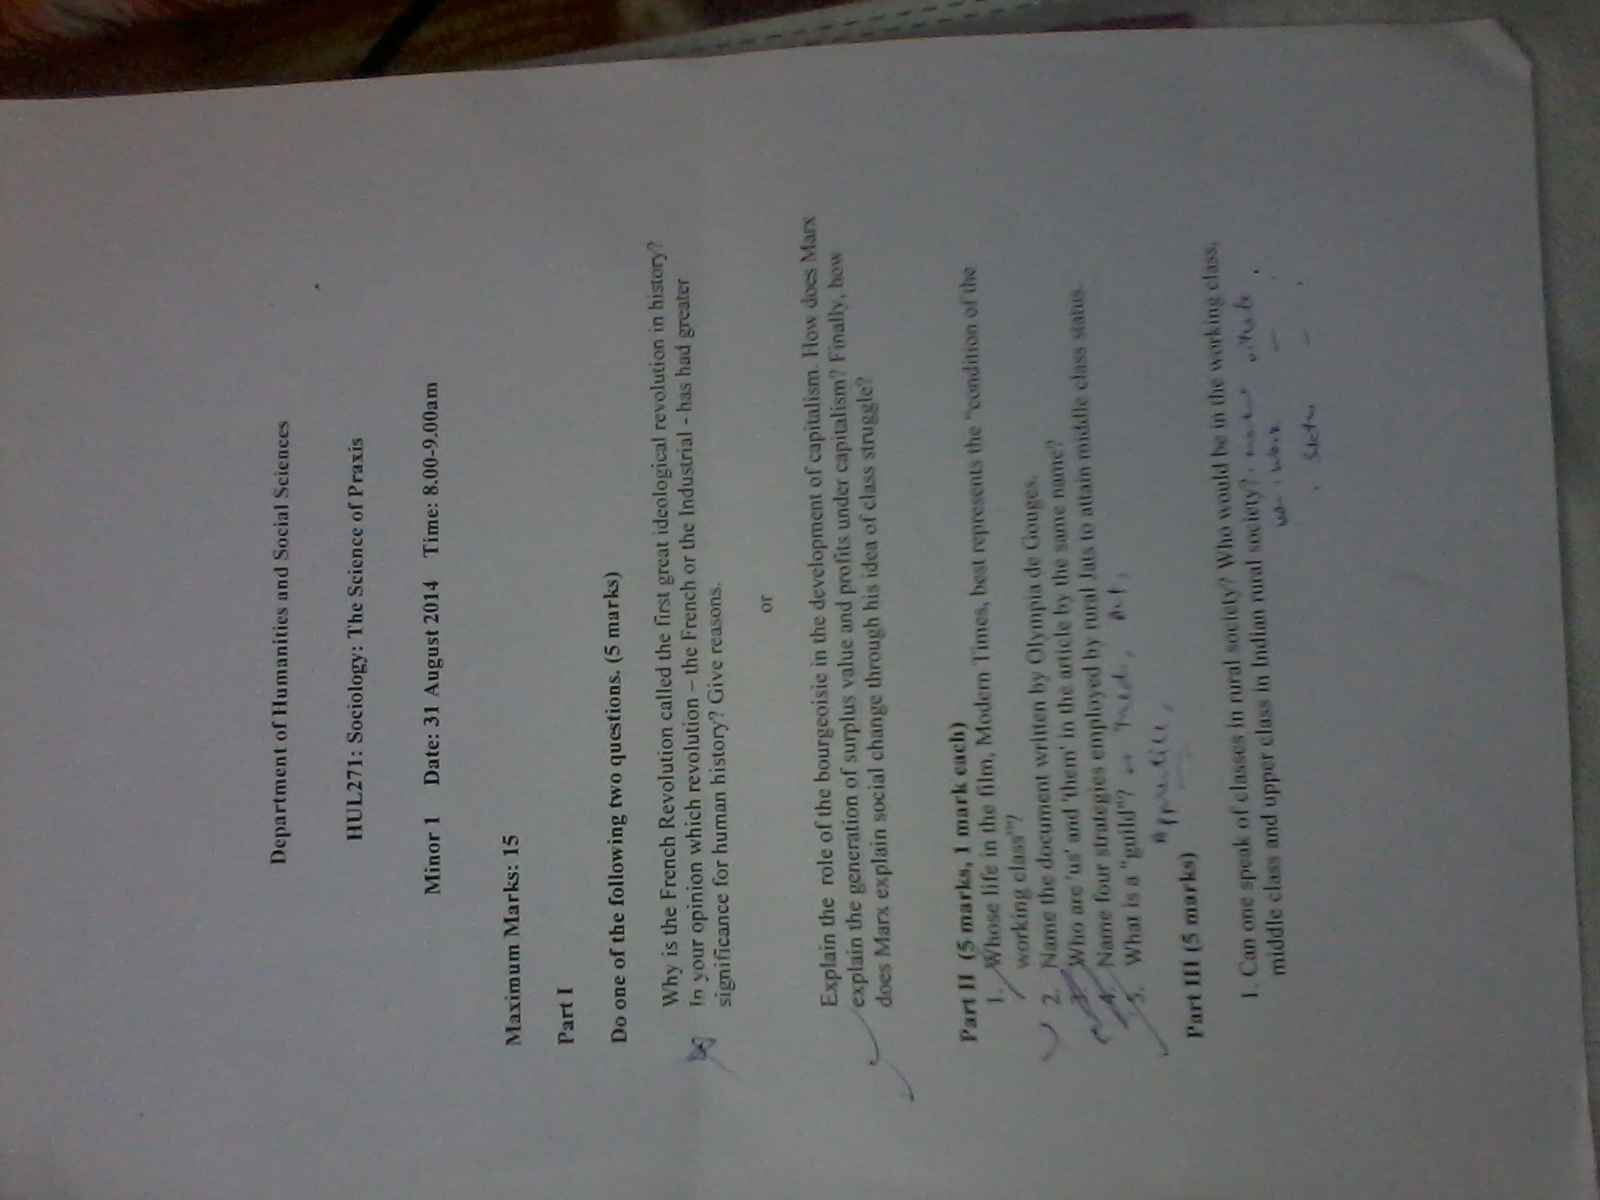 Department of Humanities and Social Sciences
HUL271: Sociology: The Science of Praxis
Minor 1 Date: 31 August 2014 Time: 8.00-9.00am
Maximum Marks: 15
Part I
Do one of the following two questions. (5 marks)
Why is the French Revolution called the first great ideological revolution in history?
In your opinion which revolution – the French or the Industrial - has had greater
significance for human history? Give reasons.
or
Explain the role of the bourgeoisie in the development of capitalism. How does Marx
explain the generation of surplus value and profits under capitalism? Finally, how
does Marx explain social change through his idea of class struggle?
Part II (5 marks, 1 mark each)
1. Whose life in the film, Modern Times, best represents the "condition of the
working class"?
2. Name the document written by Olympia de Gouges.
3. Who are 'us' and 'them' in the article by the same name?
4. Name four strategies employed by rural Jats to attain middle class status.
5. What is a "guild"?
Apprentice,
Part III (5 marks)
1. Can one speak of classes in rural society? Who would be in the working class,
middle class and upper class in Indian rural society?